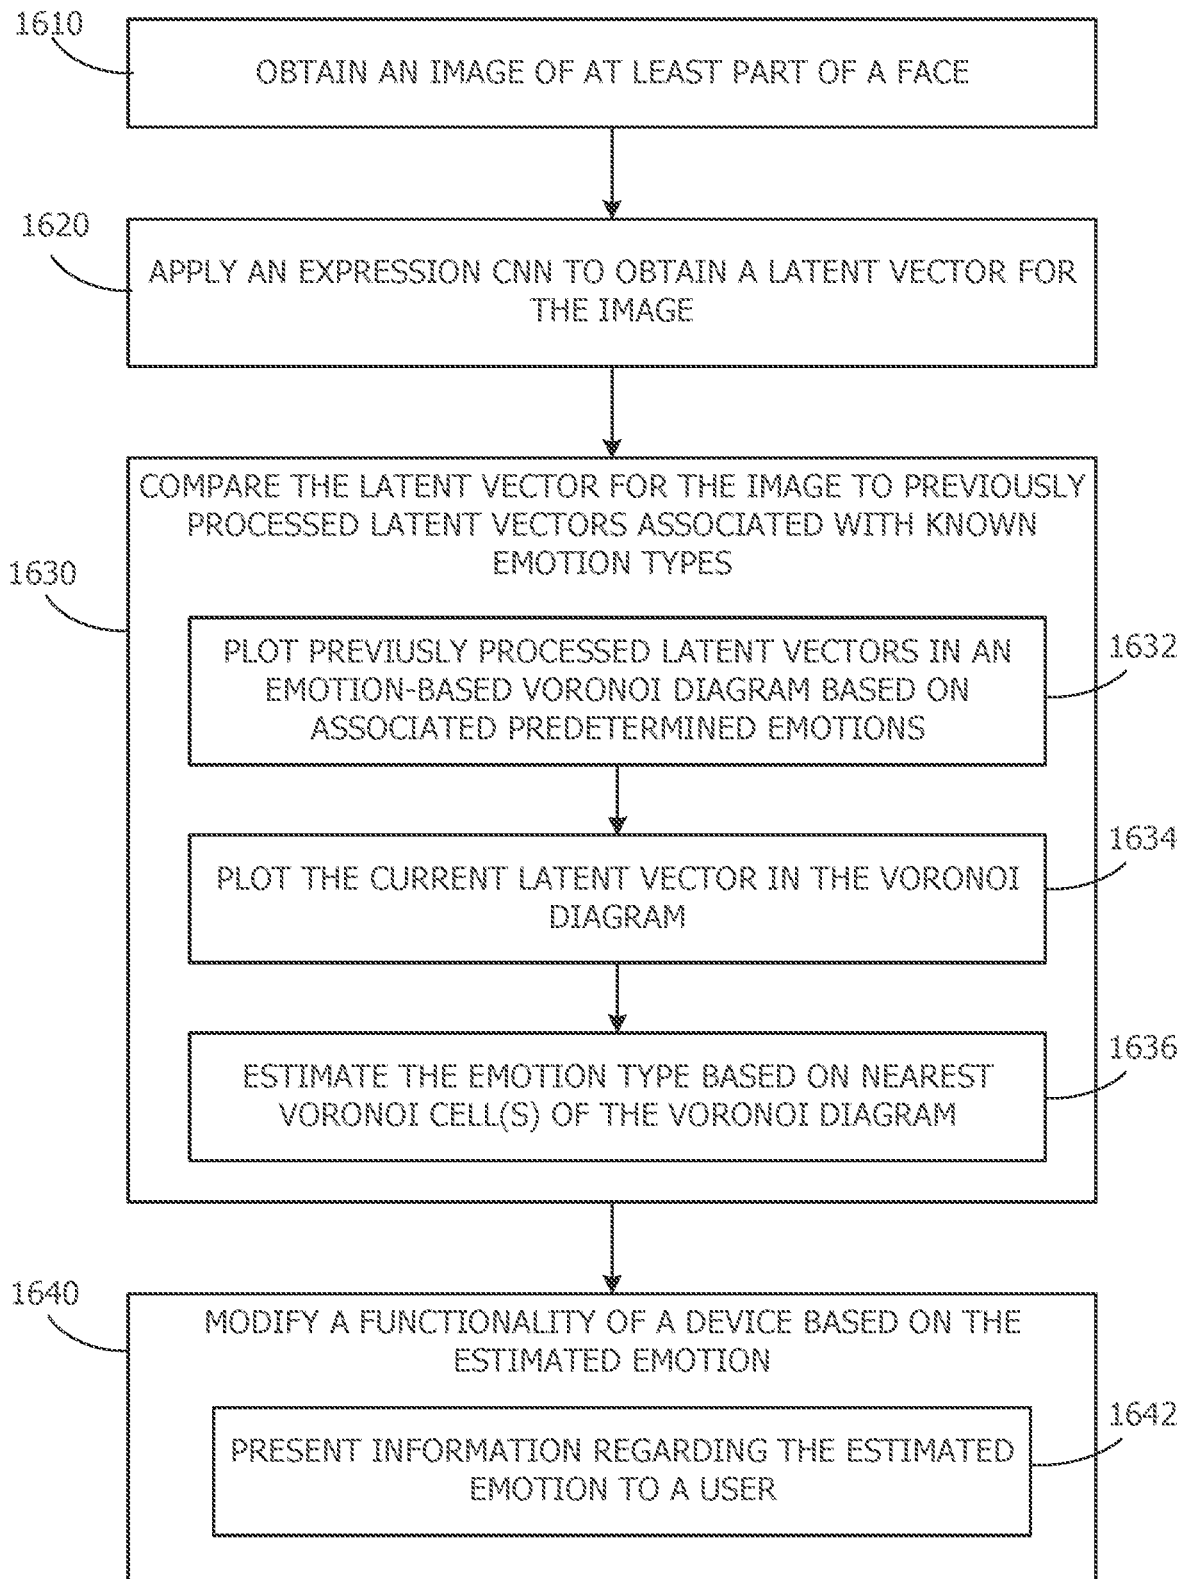 1610
OBTAIN AN IMAGE OF AT LEAST PART OF A FACE
1620
APPLY AN EXPRESSION CNN TO OBTAIN A LATENT VECTOR FOR
THE IMAGE
1630
COMPARE THE LATENT VECTOR FOR THE IMAGE TO PREVIOUSLY
PROCESSED LATENT VECTORS ASSOCIATED WITH KNOWN
EMOTION TYPES
1632
PLOT PREVIUSLY PROCESSED LATENT VECTORS IN AN
EMOTION-BASED VORONOI DIAGRAM BASED ON
ASSOCIATED PREDETERMINED EMOTIONS
1634
PLOT THE CURRENT LATENT VECTOR IN THE VORONOI
DIAGRAM
1636
ESTIMATE THE EMOTION TYPE BASED ON NEAREST
VORONOI CELL(S) OF THE VORONOI DIAGRAM
1640
MODIFY A FUNCTIONALITY OF A DEVICE BASED ON THE
ESTIMATED EMOTION
1642
PRESENT INFORMATION REGARDING THE ESTIMATED
EMOTION TO A USER